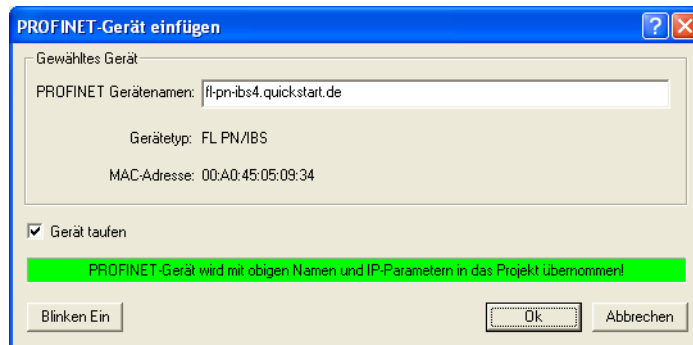 PROFINET-Gerät einfügen
Gewähltes Gerät
PROFINET Gerätenamen: fl-pn-ibs4.quickstart.de
Gerätetyp: FL PN/IBS
MAC-Adresse: 00:A0:45:05:09:34
Gerät taufen
PROFINET-Gerät wird mit obigen Namen und IP-Parametern in das Projekt übernommen!
Blinken Ein Ok Abbrechen